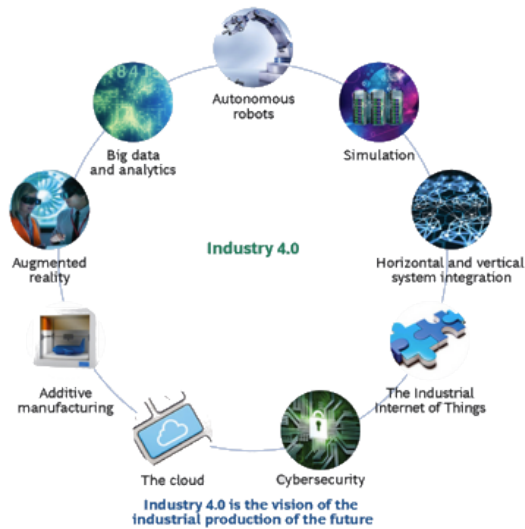 Autonomous
robots
Simulation
Horizontal and vertical
system integration
The Industrial
Internet of Things
Cybersecurity
The cloud
Additive
manufacturing
Augmented
reality
Big data
and analytics
Industry 4.0
Industry 4.0 is the vision of the
industrial production of the future